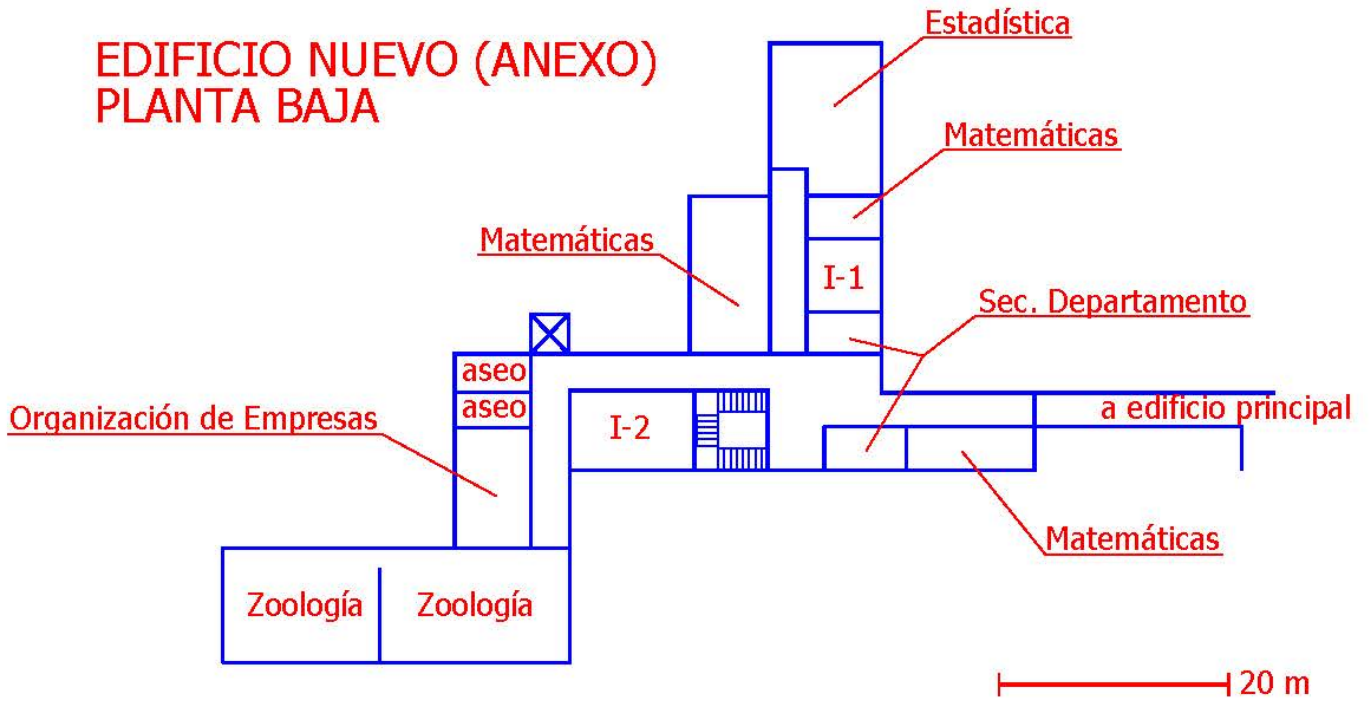 EDIFICIO NUEVO (ANEXO)
PLANTA BAJA
Estadística
Matemáticas
Matemáticas
I-1
Sec. Departamento
aseo
aseo
Organización de Empresas
I-2
a edificio principal
Matemáticas
Zoología
Zoología
20 m